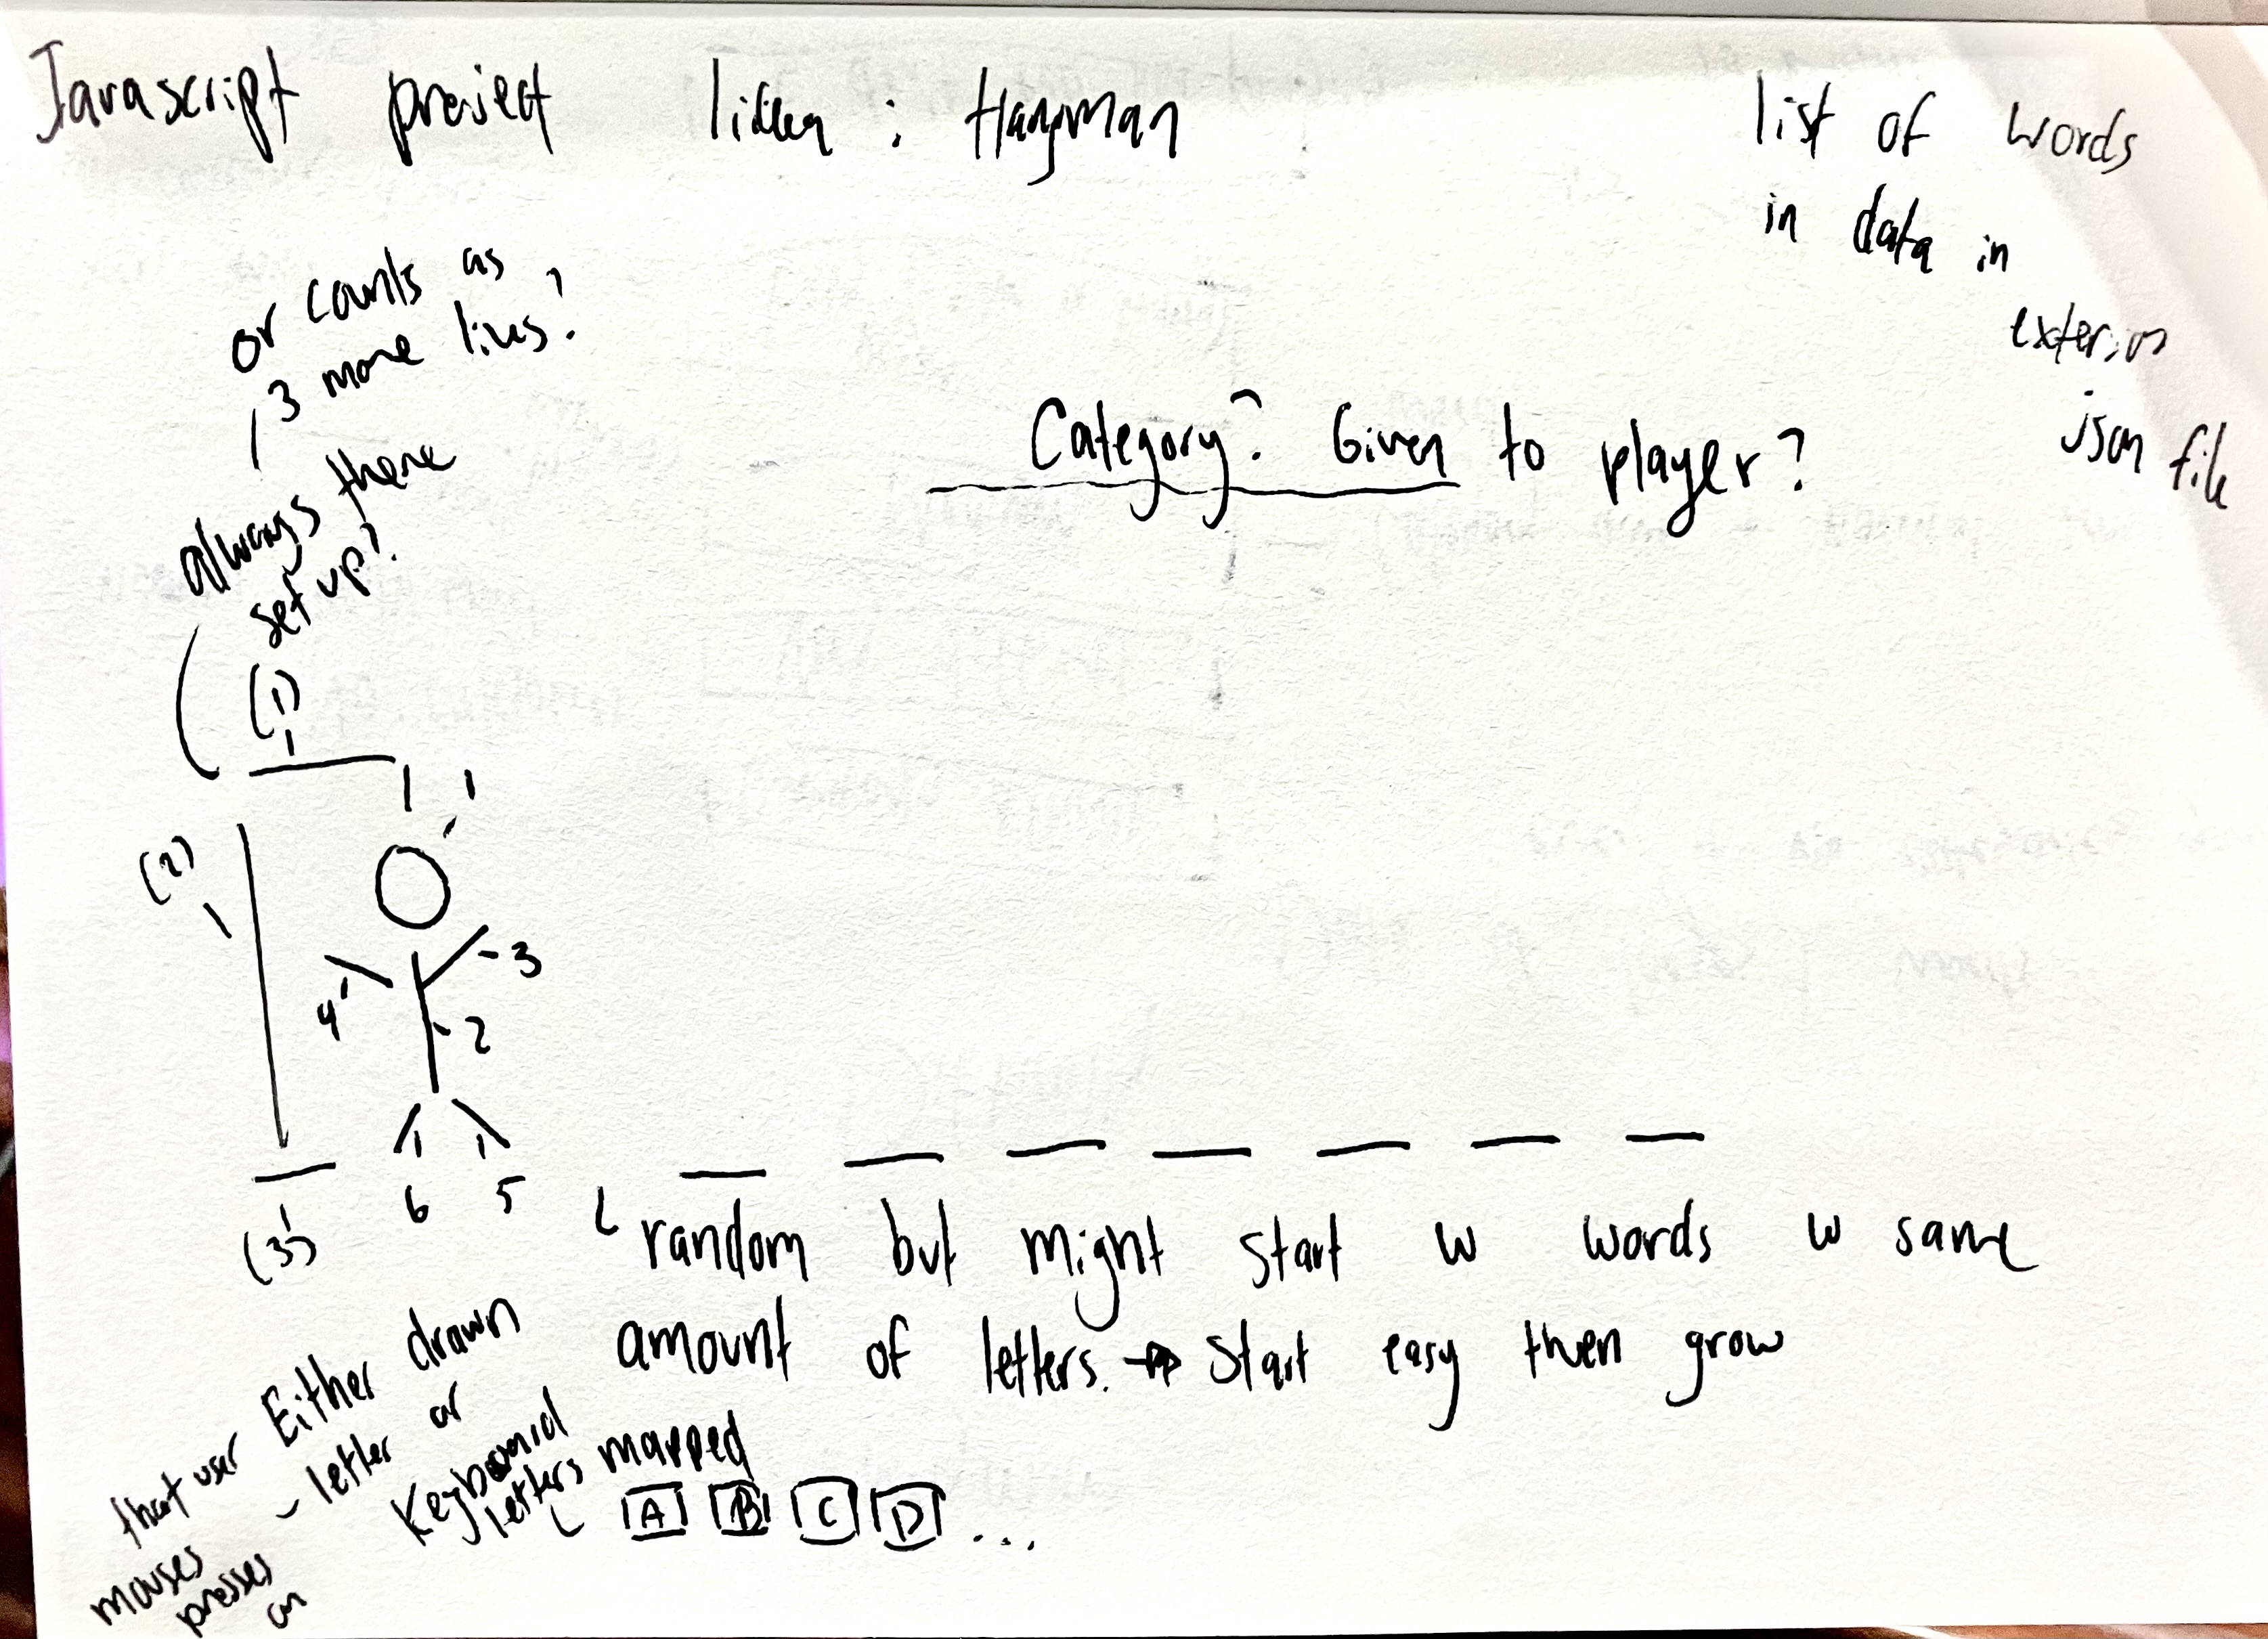 Javascript project : Hangman
list of words
in data in
json file
or counts as
3 more lives?
always there
set up?
Category? Given to player?
(1)
1
(2)
3
4
2
6 5
(3)
random but might start w words w same
amount of letters. → start easy then grow
Either drawn
letter or
Keyboard
letters mapped
that user
mouses
presses
on
A B C D ...